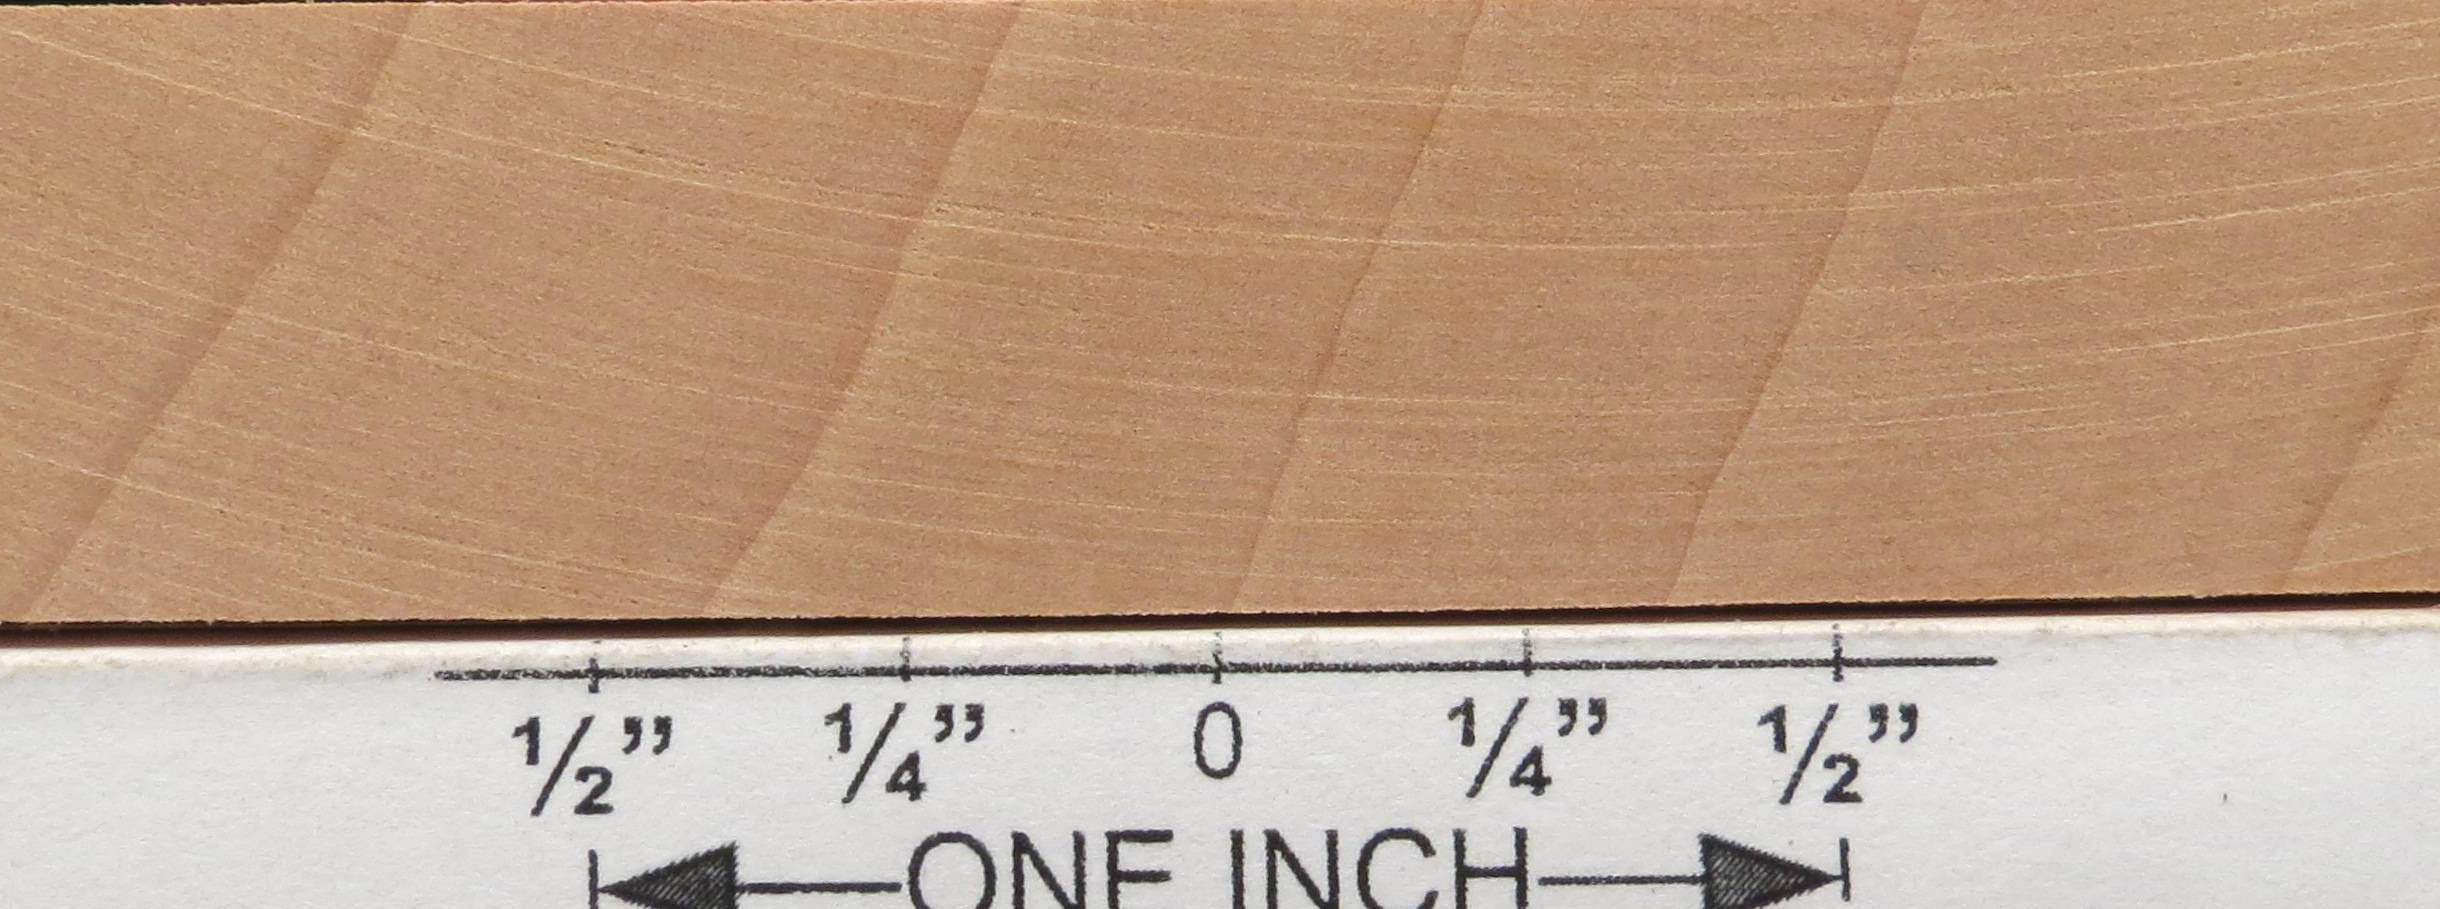 1/2” 1/4” 0 1/4” 1/2”
ONE INCH